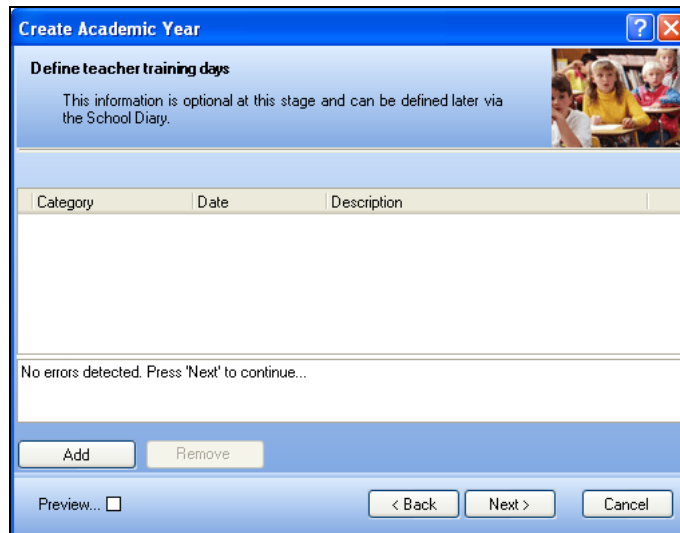 Create Academic Year
Define teacher training days
This information is optional at this stage and can be defined later via
the School Diary.
Category Date Description
No errors detected. Press 'Next' to continue...
Add Remove
Preview... < Back Next > Cancel